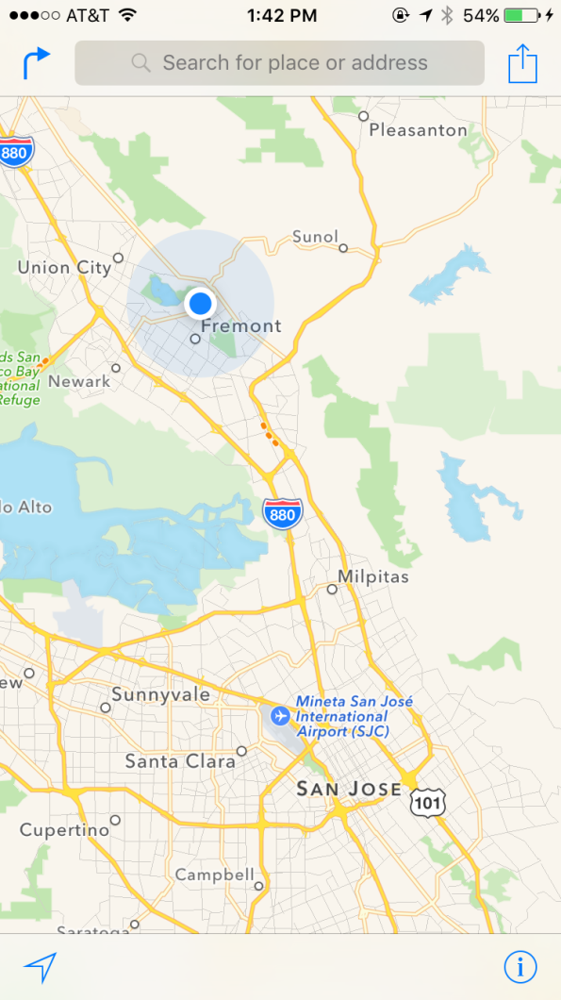 AT&T 1:42 PM 54%
Search for place or address
Pleasanton
880
Sunol
Union City
Fremont
ds San
co Bay
ational
Refuge
Newark
lo Alto
880
Milpitas
ew
Sunnyvale
Mineta San José
International
Airport (SJC)
Santa Clara
SAN JOSE
101
Cupertino
Campbell
Saratoga